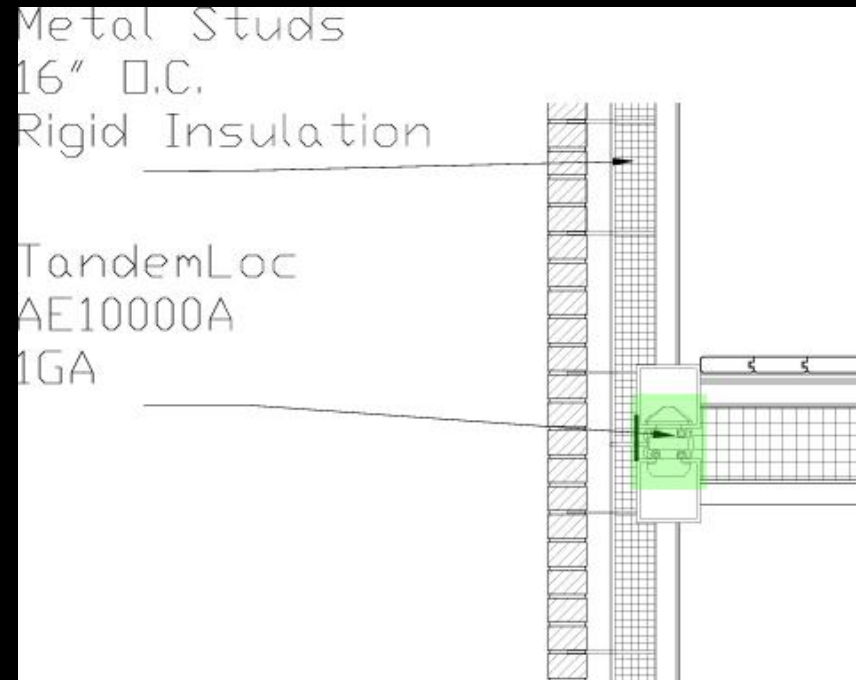 Metal Studs
16" O.C.
Rigid Insulation
TandemLoc
AE10000A
1GA